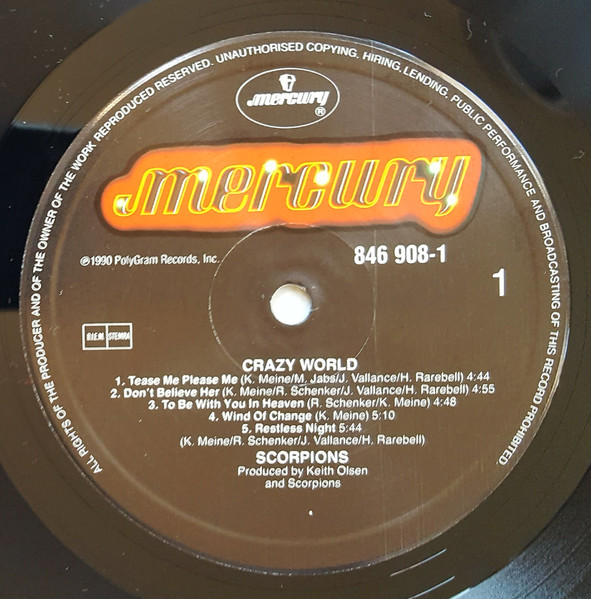 ALL RIGHTS OF THE PRODUCER AND OF THE OWNER OF THE WORK REPRODUCED RESERVED. UNAUTHORISED COPYING, HIRING, LENDING, PUBLIC PERFORMANCE AND BROADCASTING OF THIS RECORD PROHIBITED.
mercury
®
mercury
℗1990 PolyGram Records, Inc.
846 908-1
1
B.I.E.M. STEMRA
CRAZY WORLD
1. Tease Me Please Me (K. Meine/M. Jabs/J. Vallance/H. Rarebell) 4:44
2. Don't Believe Her (K. Meine/R. Schenker/J. Vallance/H. Rarebell) 4:55
3. To Be With You In Heaven (R. Schenker/K. Meine) 4:48
4. Wind Of Change (K. Meine) 5:10
5. Restless Night 5:44
(K. Meine/R. Schenker/J. Vallance/H. Rarebell)
SCORPIONS
Produced by Keith Olsen
and Scorpions